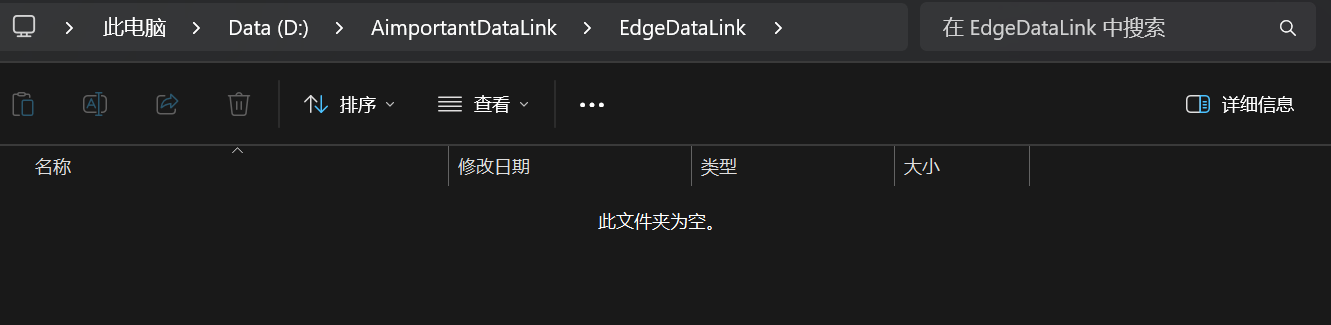 此电脑 > Data (D:) > AimportantDataLink > EdgeDataLink >
在 EdgeDataLink 中搜索
排序 查看 ••• 详细信息
名称 修改日期 类型 大小
此文件夹为空。